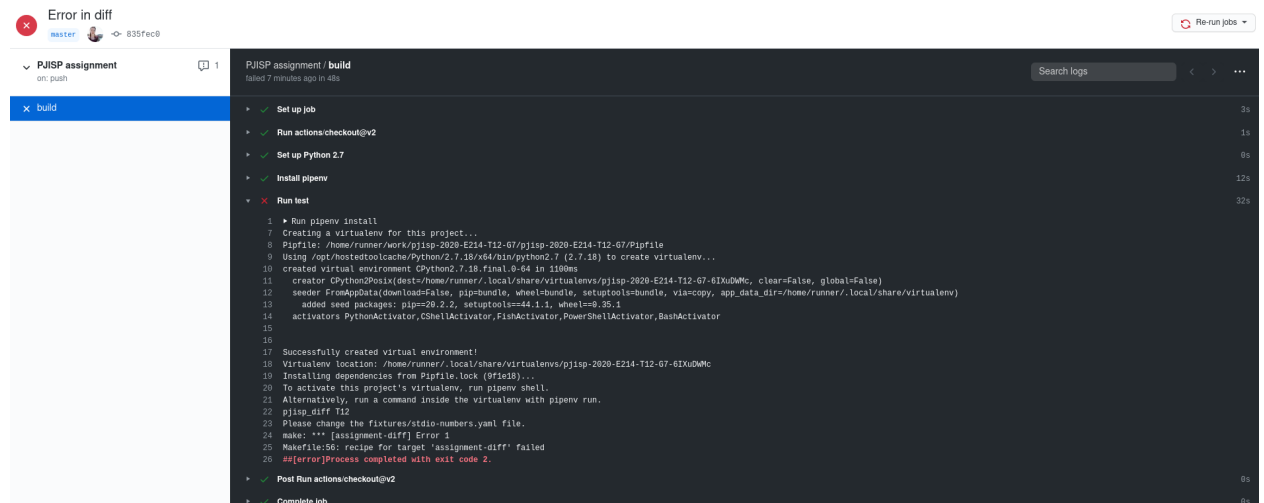 Error in diff
master 835fec0
Re-run jobs
PJISP assignment 1
on: push
build
PJISP assignment / build
failed 7 minutes ago in 48s
Search logs
Set up job 3s
Run actions/checkout@v2 1s
Set up Python 2.7 0s
Install pipenv 12s
Run test 32s
1 Run pipenv install
7 Creating a virtualenv for this project...
8 Pipfile: /home/runner/work/pjisp-2020-E214-T12-G7/pjisp-2020-E214-T12-G7/Pipfile
9 Using /opt/hostedtoolcache/Python/2.7.18/x64/bin/python2.7 (2.7.18) to create virtualenv...
10 created virtual environment CPython2.7.18.final.0-64 in 1100ms
11 creator CPython2Posix(dest=/home/runner/.local/share/virtualenvs/pjisp-2020-E214-T12-G7-6IXuDWMc, clear=False, global=False)
12 seeder FromAppData(download=False, pip=bundle, wheel=bundle, setuptools=bundle, via=copy, app_data_dir=/home/runner/.local/share/virtualenv)
13 added seed packages: pip==20.2.2, setuptools==44.1.1, wheel==0.35.1
14 activators PythonActivator,CShellActivator,FishActivator,PowerShellActivator,BashActivator
15
16
17 Successfully created virtual environment!
18 Virtualenv location: /home/runner/.local/share/virtualenvs/pjisp-2020-E214-T12-G7-6IXuDWMc
19 Installing dependencies from Pipfile.lock (9f1e18)...
20 To activate this project's virtualenv, run pipenv shell.
21 Alternatively, run a command inside the virtualenv with pipenv run.
22 pjisp_diff T12
23 Please change the fixtures/stdio-numbers.yaml file.
24 make: *** [assignment-diff] Error 1
25 Makefile:56: recipe for target 'assignment-diff' failed
26 ##[error]Process completed with exit code 2.
Post Run actions/checkout@v2 0s
Complete job 0s